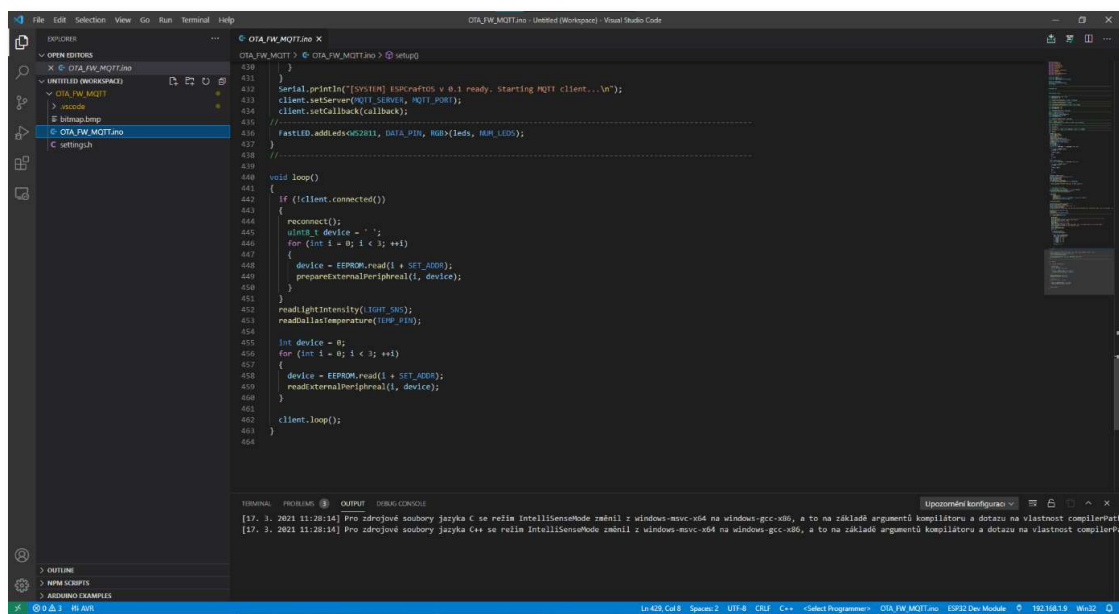 File Edit Selection View Go Run Terminal Help
OTA_FW_MQTT.ino - Untitled (Workspace) - Visual Studio Code
EXPLORER
OPEN EDITORS
OTA_FW_MQTT.ino
UNTITLED (WORKSPACE)
OTA_FW_MQTT
.vscode
bitmap.bmp
OTA_FW_MQTT.ino
settings.h
OUTLINE
NPM SCRIPTS
ARDUINO EXAMPLES
OTA_FW_MQTT.ino
OTA_FW_MQTT > OTA_FW_MQTT.ino > setup()
430 }
431 }
432 Serial.println("[SYSTEM] ESPCraftOS v 0.1 ready. Starting MQTT client...\n");
433 client.setServer(MQTT_SERVER, MQTT_PORT);
434 client.setCallback(callback);
435 //------------------------------------------------------------
436 FastLED.addLeds<WS2811, DATA_PIN, RGB>(leds, NUM_LEDS);
437 }
438 //------------------------------------------------------------
439
440 void loop()
441 {
442 if (!client.connected())
443 {
444 reconnect();
445 uint8_t device = ' ';
446 for (int i = 0; i < 3; ++i)
447 {
448 device = EEPROM.read(i + SET_ADDR);
449 prepareExternalPeriphreal(i, device);
450 }
451 }
452 readLightIntensity(LIGHT_SNS);
453 readDallasTemperature(TEMP_PIN);
454
455 int device = 0;
456 for (int i = 0; i < 3; ++i)
457 {
458 device = EEPROM.read(i + SET_ADDR);
459 readExternalPeriphreal(i, device);
460 }
461
462 client.loop();
463 }
464
TERMINAL PROBLEMS 3 OUTPUT DEBUG CONSOLE
Upozornění konfigurac
[17. 3. 2021 11:28:14] Pro zdrojové soubory jazyka C se režim IntelliSenseMode změnil z windows-msvc-x64 na windows-gcc-x86, a to na základě argumentů kompilátoru a dotazu na vlastnost compilerPat
[17. 3. 2021 11:28:14] Pro zdrojové soubory jazyka C++ se režim IntelliSenseMode změnil z windows-msvc-x64 na windows-gcc-x86, a to na základě argumentů kompilátoru a dotazu na vlastnost compilerP
0 3 AVR
Ln 429, Col 8 Spaces: 2 UTF-8 CRLF C++ <Select Programmer> OTA_FW_MQTT.ino ESP32 Dev Module 192.168.1.9 Win32